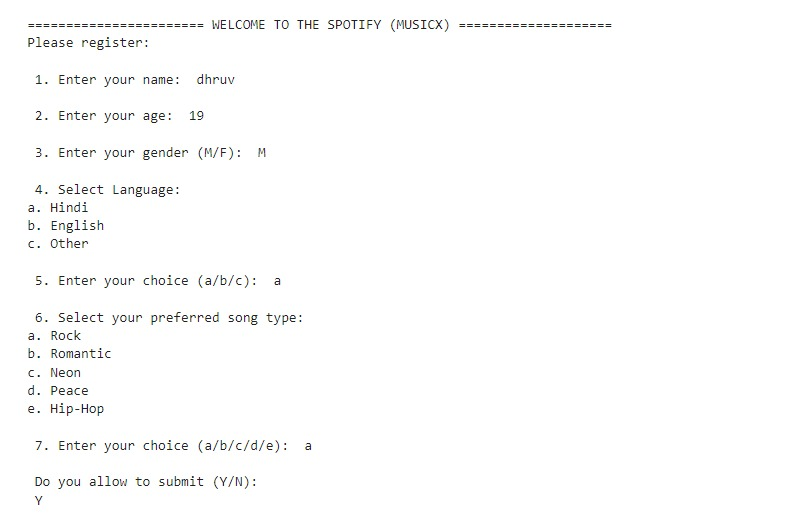 ======================= WELCOME TO THE SPOTIFY (MUSICX) ====================
Please register:
1. Enter your name: dhruv
2. Enter your age: 19
3. Enter your gender (M/F): M
4. Select Language:
a. Hindi
b. English
c. Other
5. Enter your choice (a/b/c): a
6. Select your preferred song type:
a. Rock
b. Romantic
c. Neon
d. Peace
e. Hip-Hop
7. Enter your choice (a/b/c/d/e): a
Do you allow to submit (Y/N):
Y